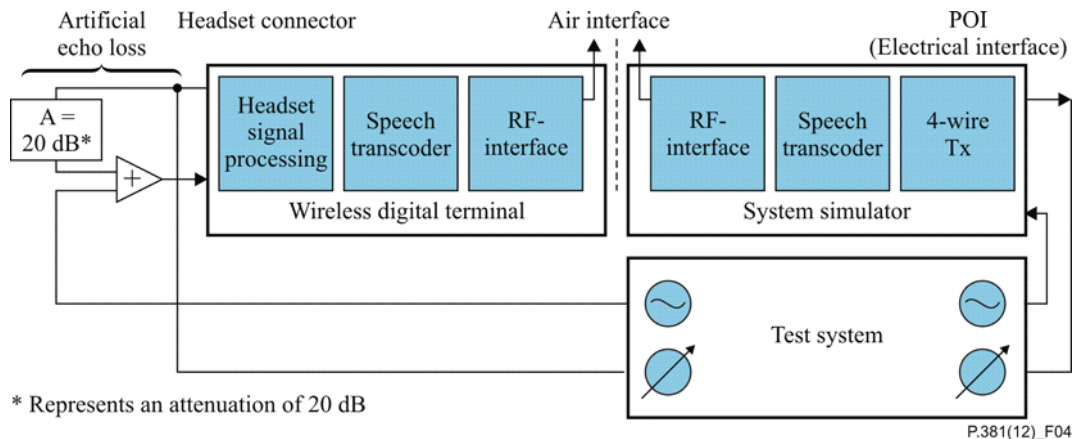 Artificial
echo loss
Headset connector
Air interface
POI
(Electrical interface)
A =
20 dB*
+
Headset
signal
processing
Speech
transcoder
RF-
interface
Wireless digital terminal
RF-
interface
Speech
transcoder
4-wire
Tx
System simulator
Test system
* Represents an attenuation of 20 dB
P.381(12)_F04